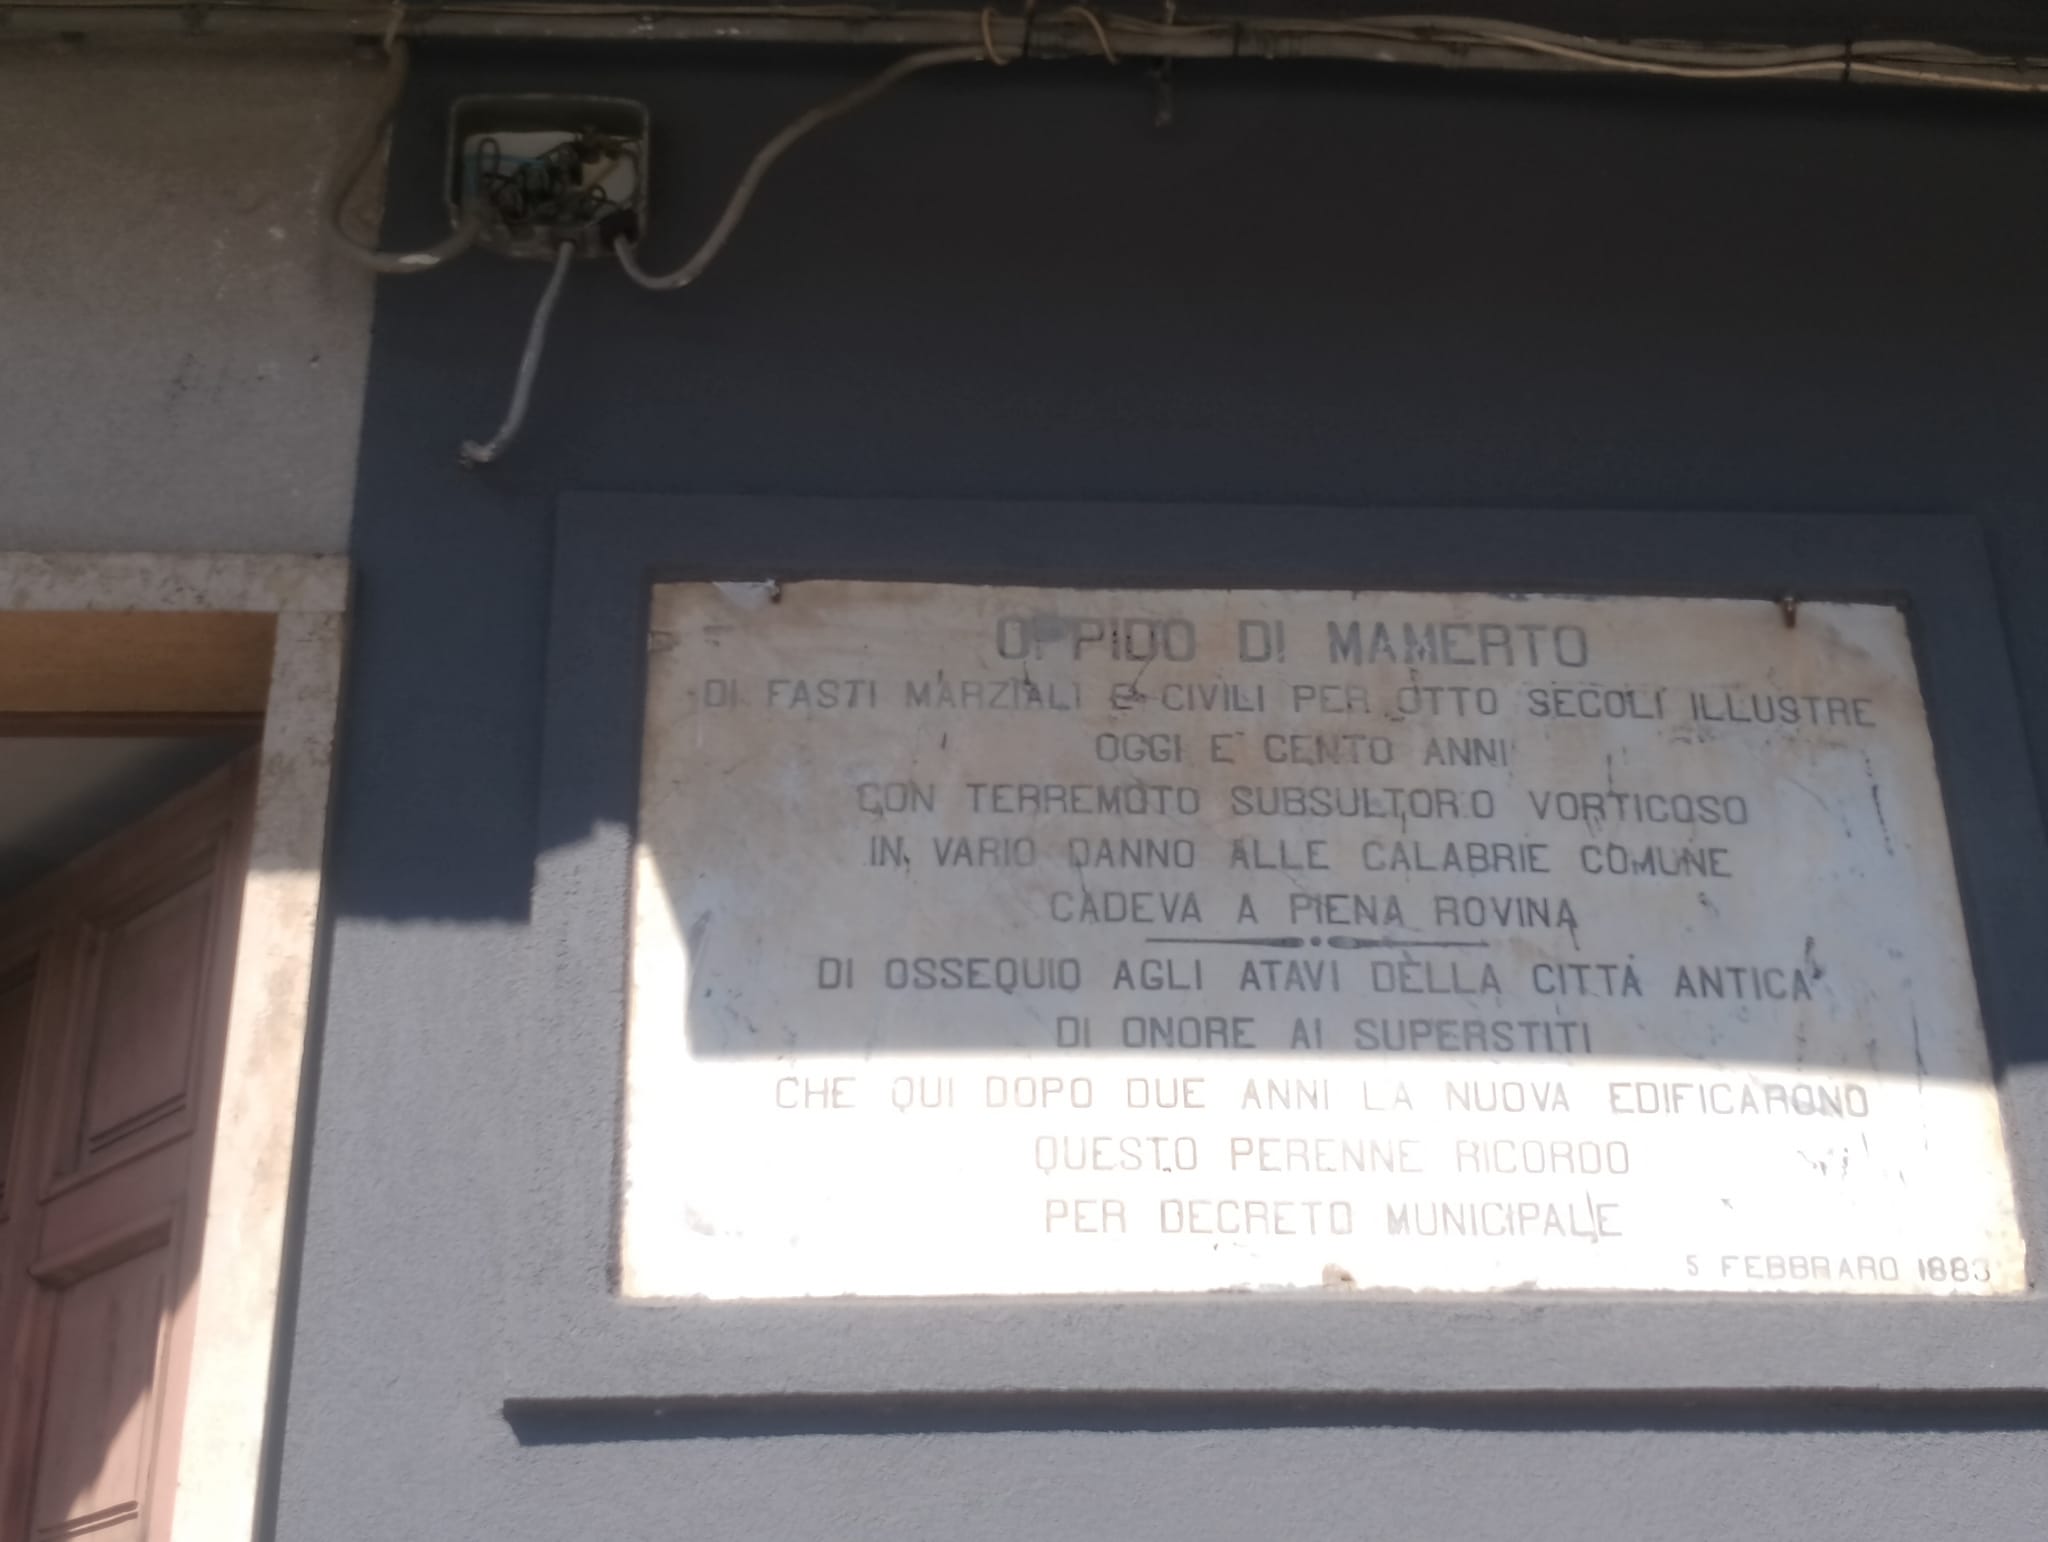 OPPIDO DI MAMERTO
DI FASTI MARZIALI E CIVILI PER OTTO SECOLI ILLUSTRE
OGGI E' CENTO ANNI
CON TERREMOTO SUBSULTORIO VORTICOSO
IN VARIO DANNO ALLE CALABRIE COMUNE
CADEVA A PIENA ROVINA
DI OSSEQUIO AGLI ATAVI DELLA CITTÀ ANTICA
DI ONORE AI SUPERSTITI
CHE QUI DOPO DUE ANNI LA NUOVA EDIFICARONO
QUESTO PERENNE RICORDO
PER DECRETO MUNICIPALE
5 FEBBRARO 1883